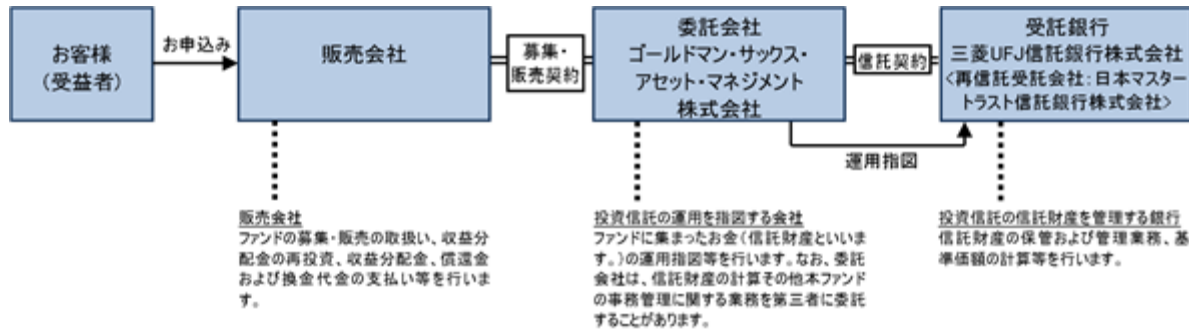 お客様
（受益者）
お申込み
販売会社
募集・
販売契約
委託会社
ゴールドマン・サックス・
アセット・マネジメント
株式会社
信託契約
受託銀行
三菱UFJ信託銀行株式会社
<再信託受託会社：日本マスター
トラスト信託銀行株式会社>
運用指図
販売会社
ファンドの募集・販売の取扱い、収益分
配金の再投資、収益分配金、償還金
および換金代金の支払い等を行いま
す。
投資信託の運用を指図する会社
ファンドに集まったお金（信託財産といいま
す。）の運用指図等を行います。なお、委託
会社は、信託財産の計算その他本ファンド
の事務管理に関する業務を第三者に委託
することがあります。
投資信託の信託財産を管理する銀行
信託財産の保管および管理業務、基
準価額の計算等を行います。